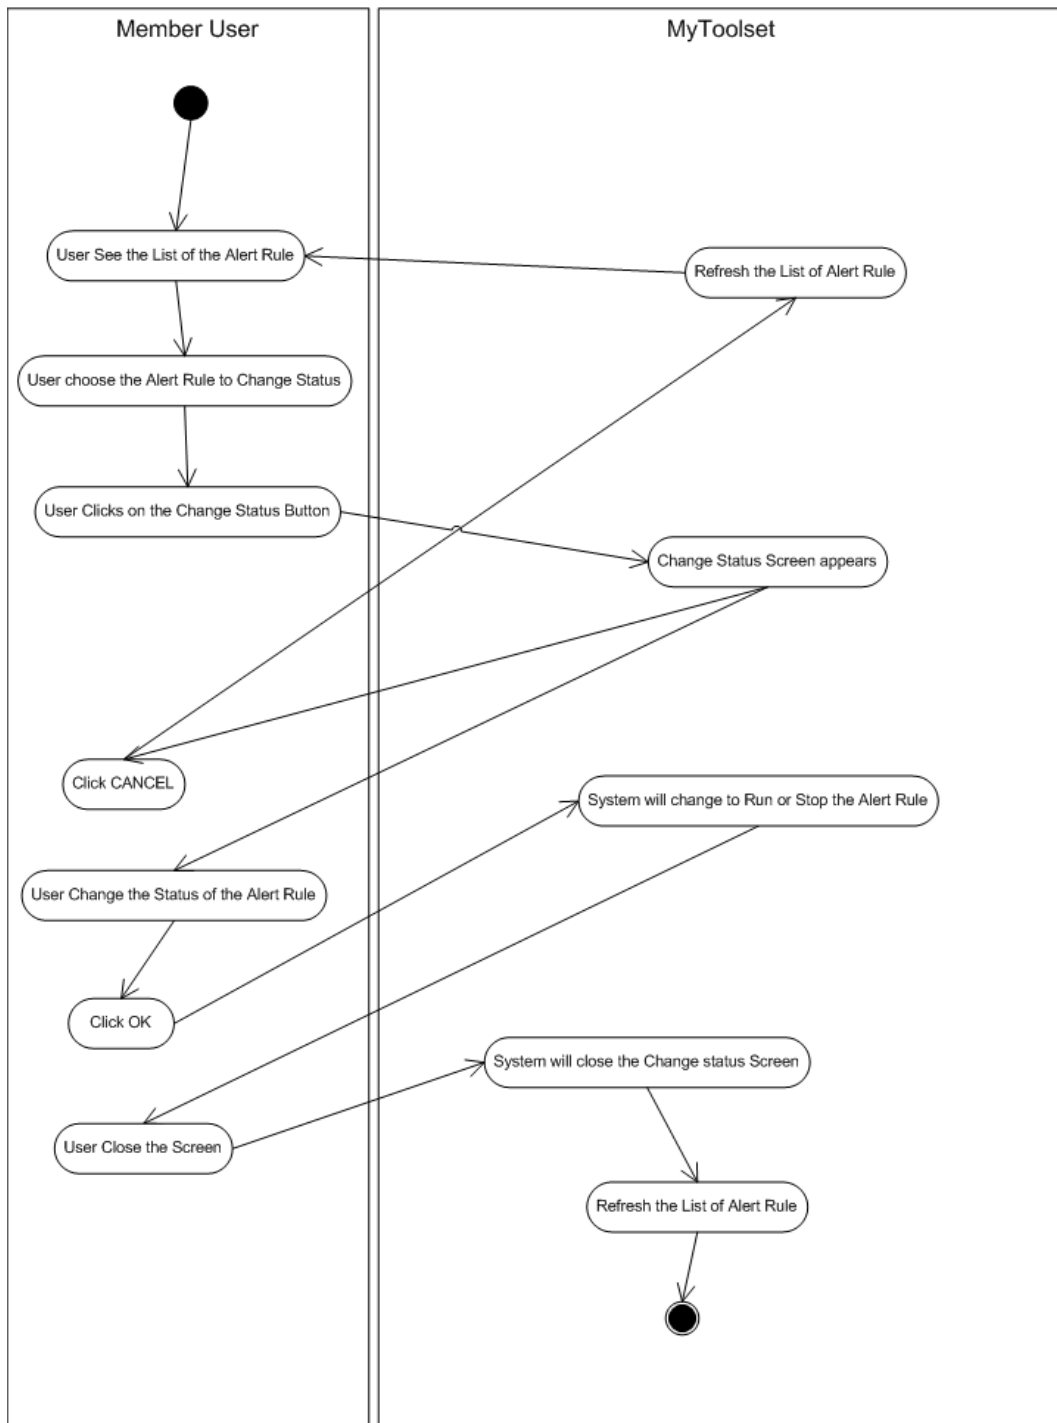 Member User
MyToolset
User See the List of the Alert Rule
Refresh the List of Alert Rule
User choose the Alert Rule to Change Status
User Clicks on the Change Status Button
Change Status Screen appears
Click CANCEL
System will change to Run or Stop the Alert Rule
User Change the Status of the Alert Rule
Click OK
System will close the Change status Screen
User Close the Screen
Refresh the List of Alert Rule